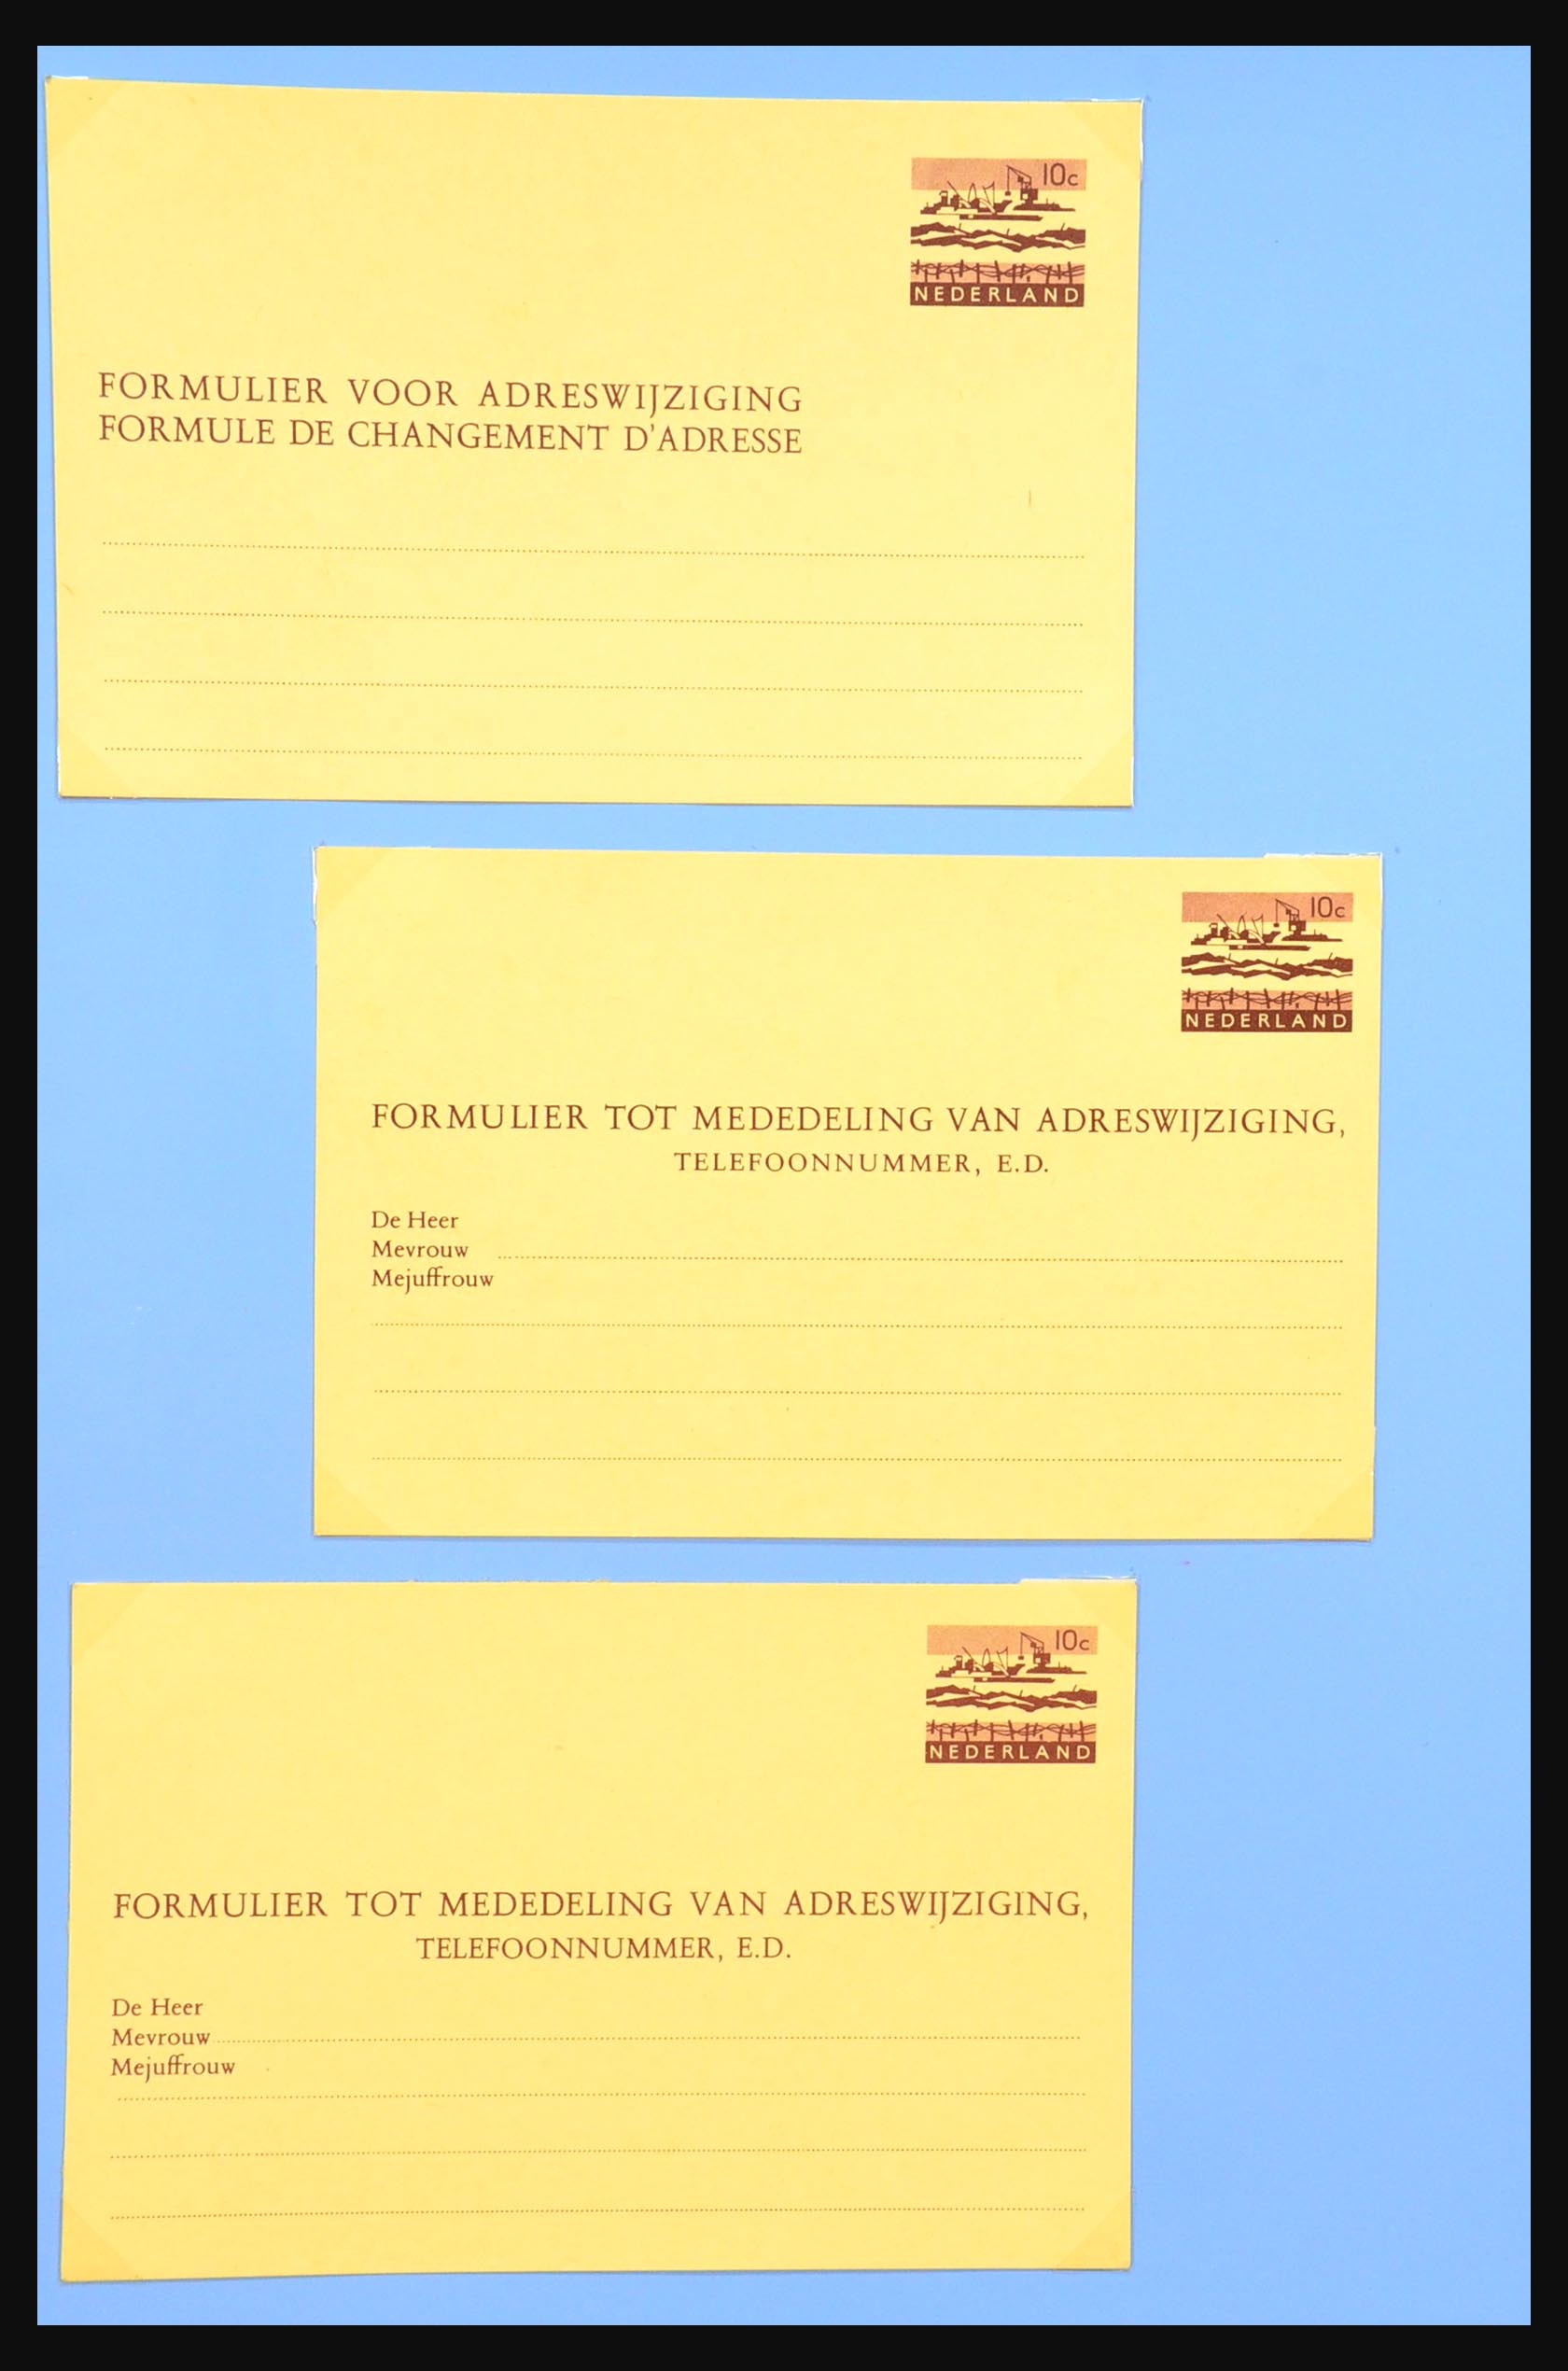 10c
NEDERLAND
FORMULIER VOOR ADRESWIJZIGING
FORMULE DE CHANGEMENT D'ADRESSE
10c
NEDERLAND
FORMULIER TOT MEDEDELING VAN ADRESWIJZIGING,
TELEFOONNUMMER, E.D.
De Heer
Mevrouw
Mejuffrouw
10c
NEDERLAND
FORMULIER TOT MEDEDELING VAN ADRESWIJZIGING,
TELEFOONNUMMER, E.D.
De Heer
Mevrouw
Mejuffrouw